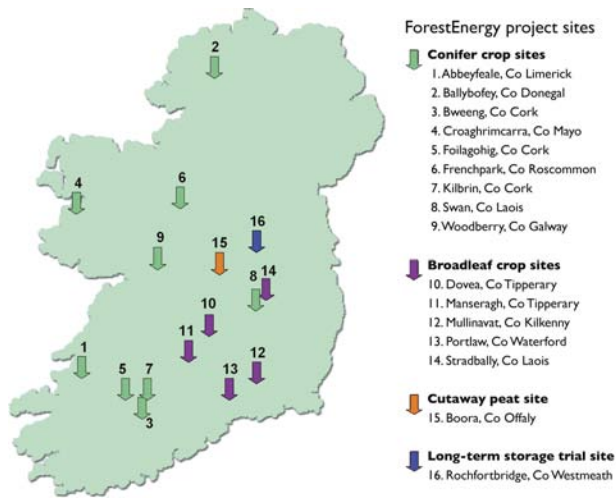 ForestEnergy project sites
Conifer crop sites
1. Abbeyfeale, Co Limerick
2. Ballybofey, Co Donegal
3. Bweeng, Co Cork
4. Croaghrimcarra, Co Mayo
5. Foilagohig, Co Cork
6. Frenchpark, Co Roscommon
7. Kilbrin, Co Cork
8. Swan, Co Laois
9. Woodberry, Co Galway
Broadleaf crop sites
10. Dovea, Co Tipperary
11. Manseragh, Co Tipperary
12. Mullinavat, Co Kilkenny
13. Portlaw, Co Waterford
14. Stradbally, Co Laois
Cutaway peat site
15. Boora, Co Offaly
Long-term storage trial site
16. Rochfortbridge, Co Westmeath
2
4
6
16
9
15
14
8
10
11
1
5
7
13
12
3